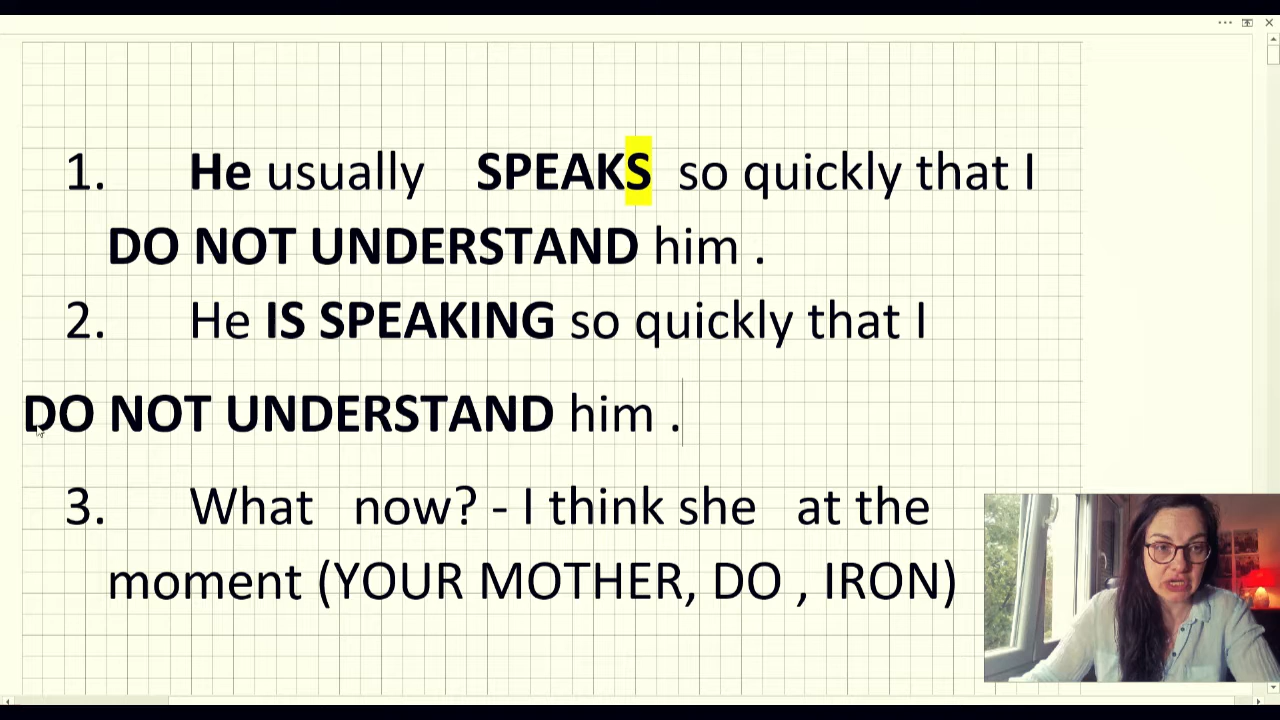 1. He usually SPEAKS so quickly that I
DO NOT UNDERSTAND him .
2. He IS SPEAKING so quickly that I
DO NOT UNDERSTAND him .
3. What now? - I think she at the
moment (YOUR MOTHER, DO , IRON)